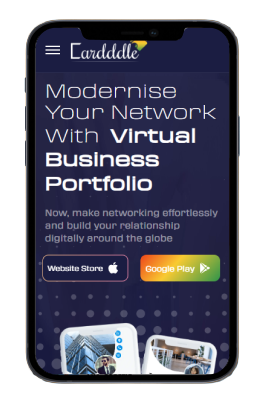 Cardddle
Modernise
Your Network
With Virtual
Business
Portfolio
Now, make networking effortlessly
and build your relationship
digitally around the globe
Website Store
Google Play